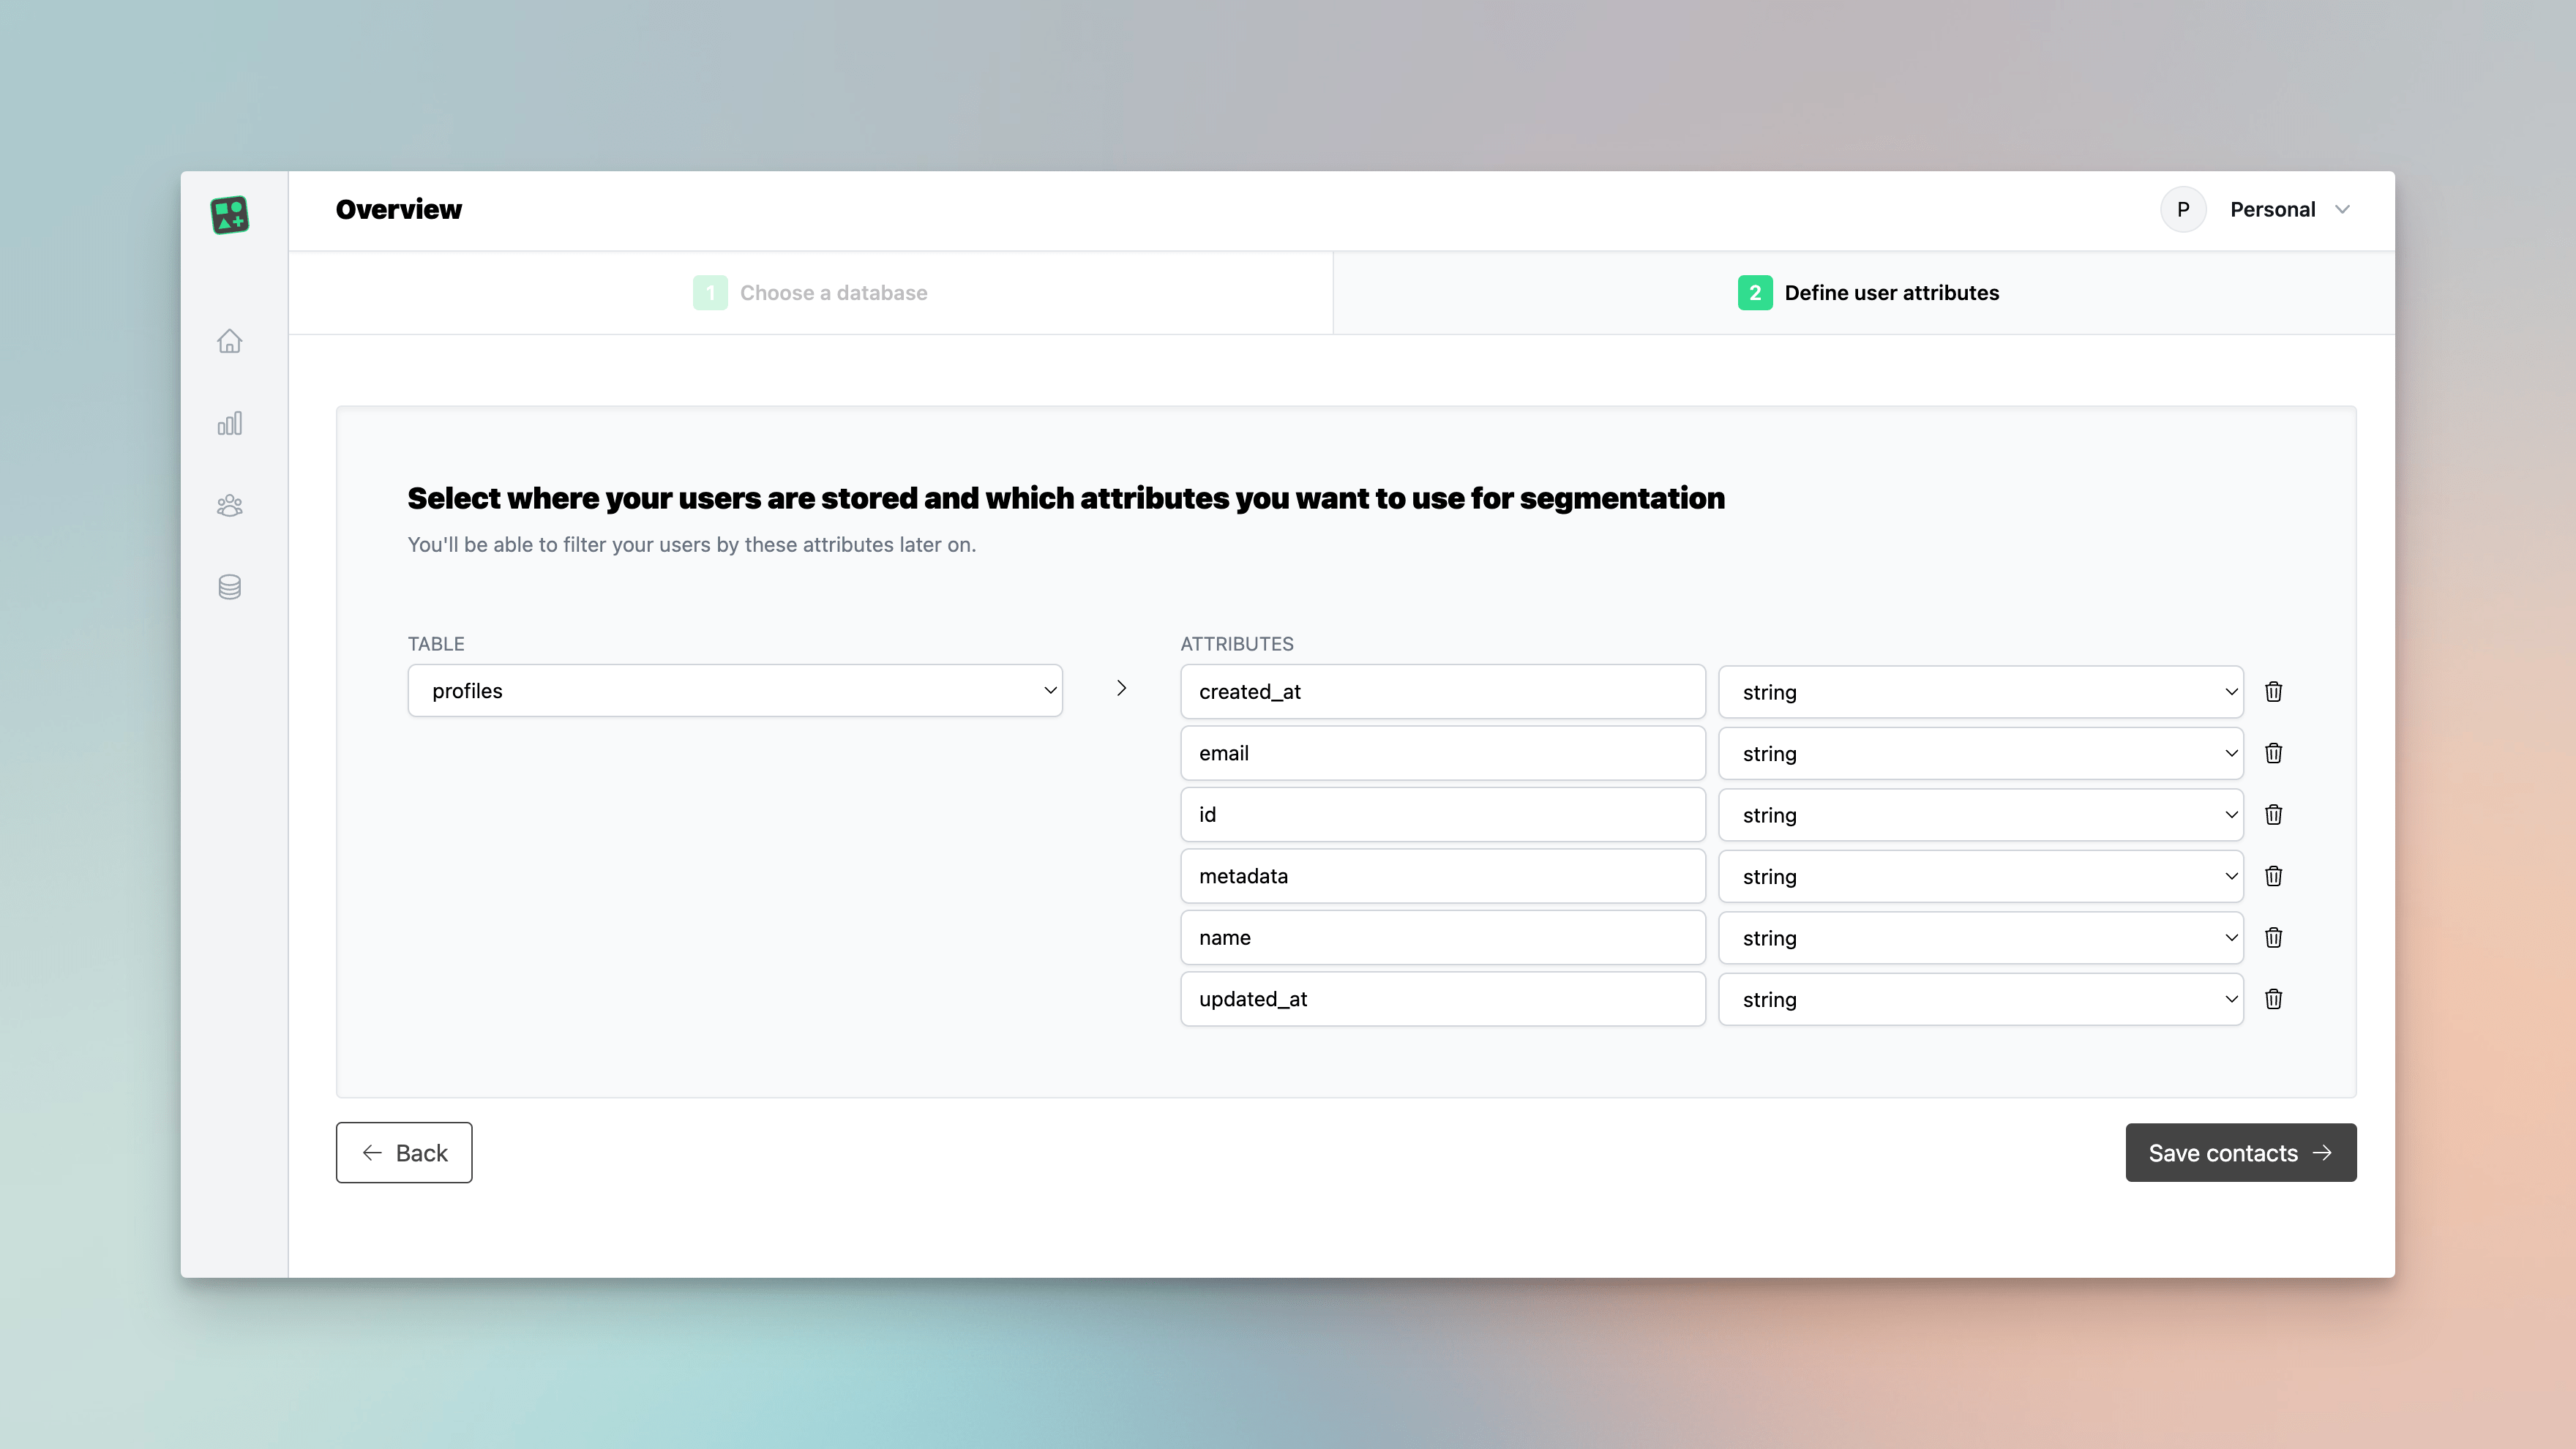 Overview
P Personal
1 Choose a database
2 Define user attributes
Select where your users are stored and which attributes you want to use for segmentation
You'll be able to filter your users by these attributes later on.
TABLE
profiles
ATTRIBUTES
created_at string
email string
id string
metadata string
name string
updated_at string
Back
Save contacts